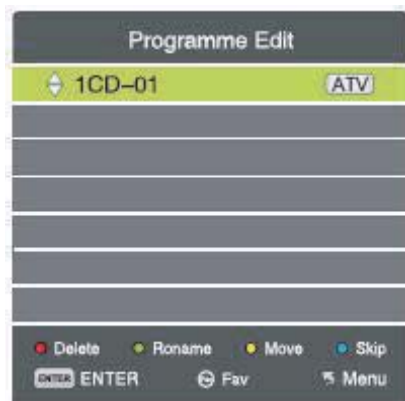 Programme Edit
1CD–01 ATV
Delete Roname Move Skip
ENTER ENTER Fav Menu